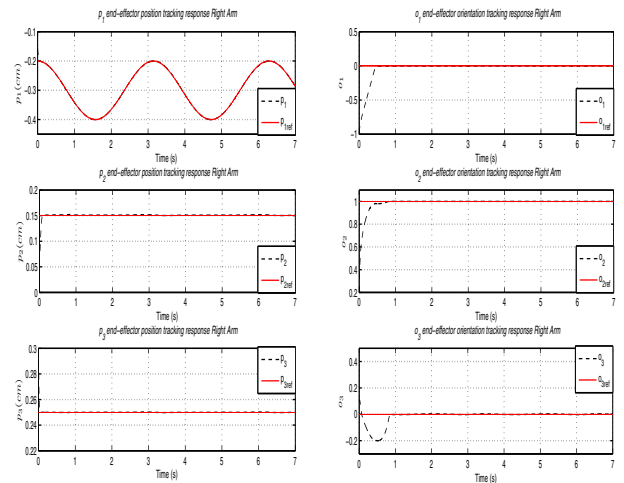 p1 end−effector position tracking response Right Arm
p1(cm)
−0.1
−0.2
−0.3
−0.4
0 1 2 3 4 5 6 7
Time (s)
p1
p1ref
o1 end−effector orientation tracking response Right Arm
o1
0.5
0
−0.5
−1
0 1 2 3 4 5 6 7
Time (s)
o1
o1ref
p2 end−effector position tracking response Right Arm
p2(cm)
0.2
0.15
0.1
0.05
0
0 1 2 3 4 5 6 7
Time (s)
p2
p2ref
o2 end−effector orientation tracking response Right Arm
o2
1
0.8
0.6
0.4
0.2
0 1 2 3 4 5 6 7
Time (s)
o2
o2ref
p3 end−effector position tracking response Right Arm
p3(cm)
0.3
0.28
0.26
0.24
0.22
0 1 2 3 4 5 6 7
Time (s)
p3
p3ref
o3 end−effector orientation tracking response Right Arm
o3
0.4
0.2
0
−0.2
0 1 2 3 4 5 6 7
Time (s)
o3
o3ref